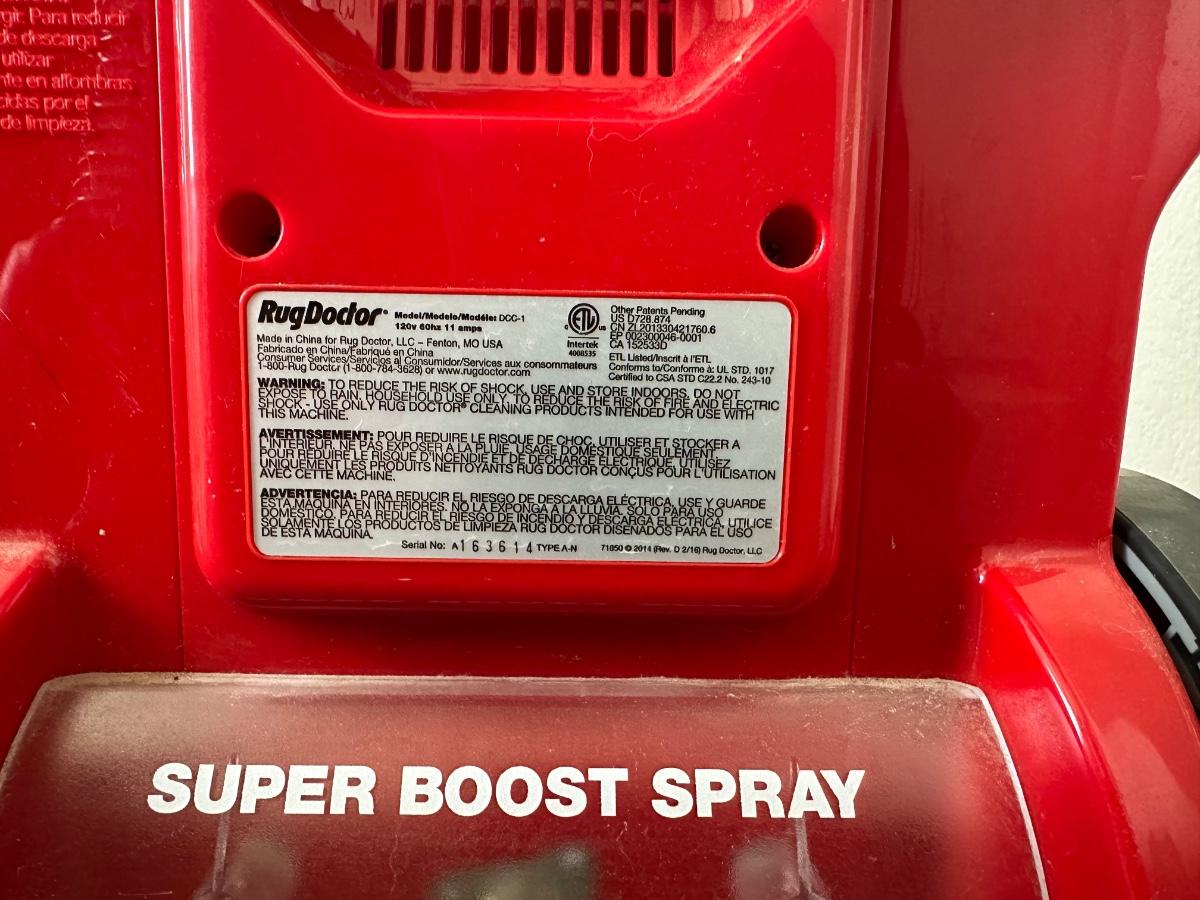 gir. Para reducir
de descarga
utilizar
nte en alfombras
cidas por el
de limpieza.
RugDoctor® Model/Modelo/Modèle: DCC-1
120v 60hz 11 amps
Made in China for Rug Doctor, LLC – Fenton, MO USA
Fabricado en China/Fabriqué en China
Consumer Services/Servicios al Consumidor/Services aux consommateurs
1-800-Rug Doctor (1-800-784-3628) or www.rugdoctor.com
ETL
c us
Intertek
4008535
Other Patents Pending
US D728,874
CN ZL201330421760.6
EP 002300046-0001
CA 152533D
ETL Listed/Inscrit à l'ETL
Conforms to/Conforme à: UL STD. 1017
Certified to CSA STD C22.2 No. 243-10
WARNING: TO REDUCE THE RISK OF SHOCK, USE AND STORE INDOORS. DO NOT
EXPOSE TO RAIN. HOUSEHOLD USE ONLY. TO REDUCE THE RISK OF FIRE AND ELECTRIC
SHOCK - USE ONLY RUG DOCTOR® CLEANING PRODUCTS INTENDED FOR USE WITH
THIS MACHINE.
AVERTISSEMENT: POUR REDUIRE LE RISQUE DE CHOC, UTILISER ET STOCKER A
L'INTERIEUR. NE PAS EXPOSER A LA PLUIE. USAGE DOMESTIQUE SEULEMENT.
POUR REDUIRE LE RISQUE D'INCENDIE ET DE DECHARGE ELECTRIQUE, UTILISEZ
UNIQUEMENT LES PRODUITS NETTOYANTS RUG DOCTOR CONÇUS POUR L'UTILISATION
AVEC CETTE MACHINE.
ADVERTENCIA: PARA REDUCIR EL RIESGO DE DESCARGA ELÉCTRICA, USE Y GUARDE
ESTA MAQUINA EN INTERIORES. NO LA EXPONGA A LA LLUVIA. SOLO PARA USO
DOMESTICO. PARA REDUCIR EL RIESGO DE INCENDIO Y DESCARGA ELECTRICA, UTILICE
SOLAMENTE LOS PRODUCTOS DE LIMPIEZA RUG DOCTOR DISENADOS PARA EL USO
DE ESTA MAQUINA.
Serial No: A163614 TYPE A-N 71050 © 2014 (Rev. D 2/16) Rug Doctor, LLC
SUPER BOOST SPRAY